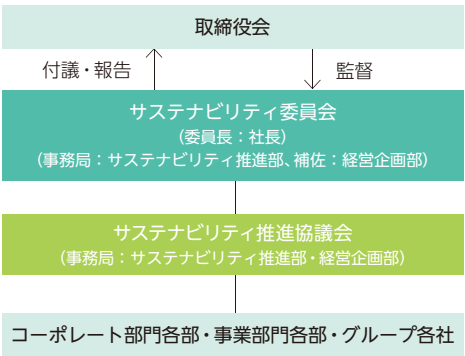 取締役会
付議・報告
監督
サステナビリティ委員会
（委員長：社長）
（事務局：サステナビリティ推進部、補佐：経営企画部）
サステナビリティ推進協議会
（事務局：サステナビリティ推進部・経営企画部）
コーポレート部門各部・事業部門各部・グループ各社